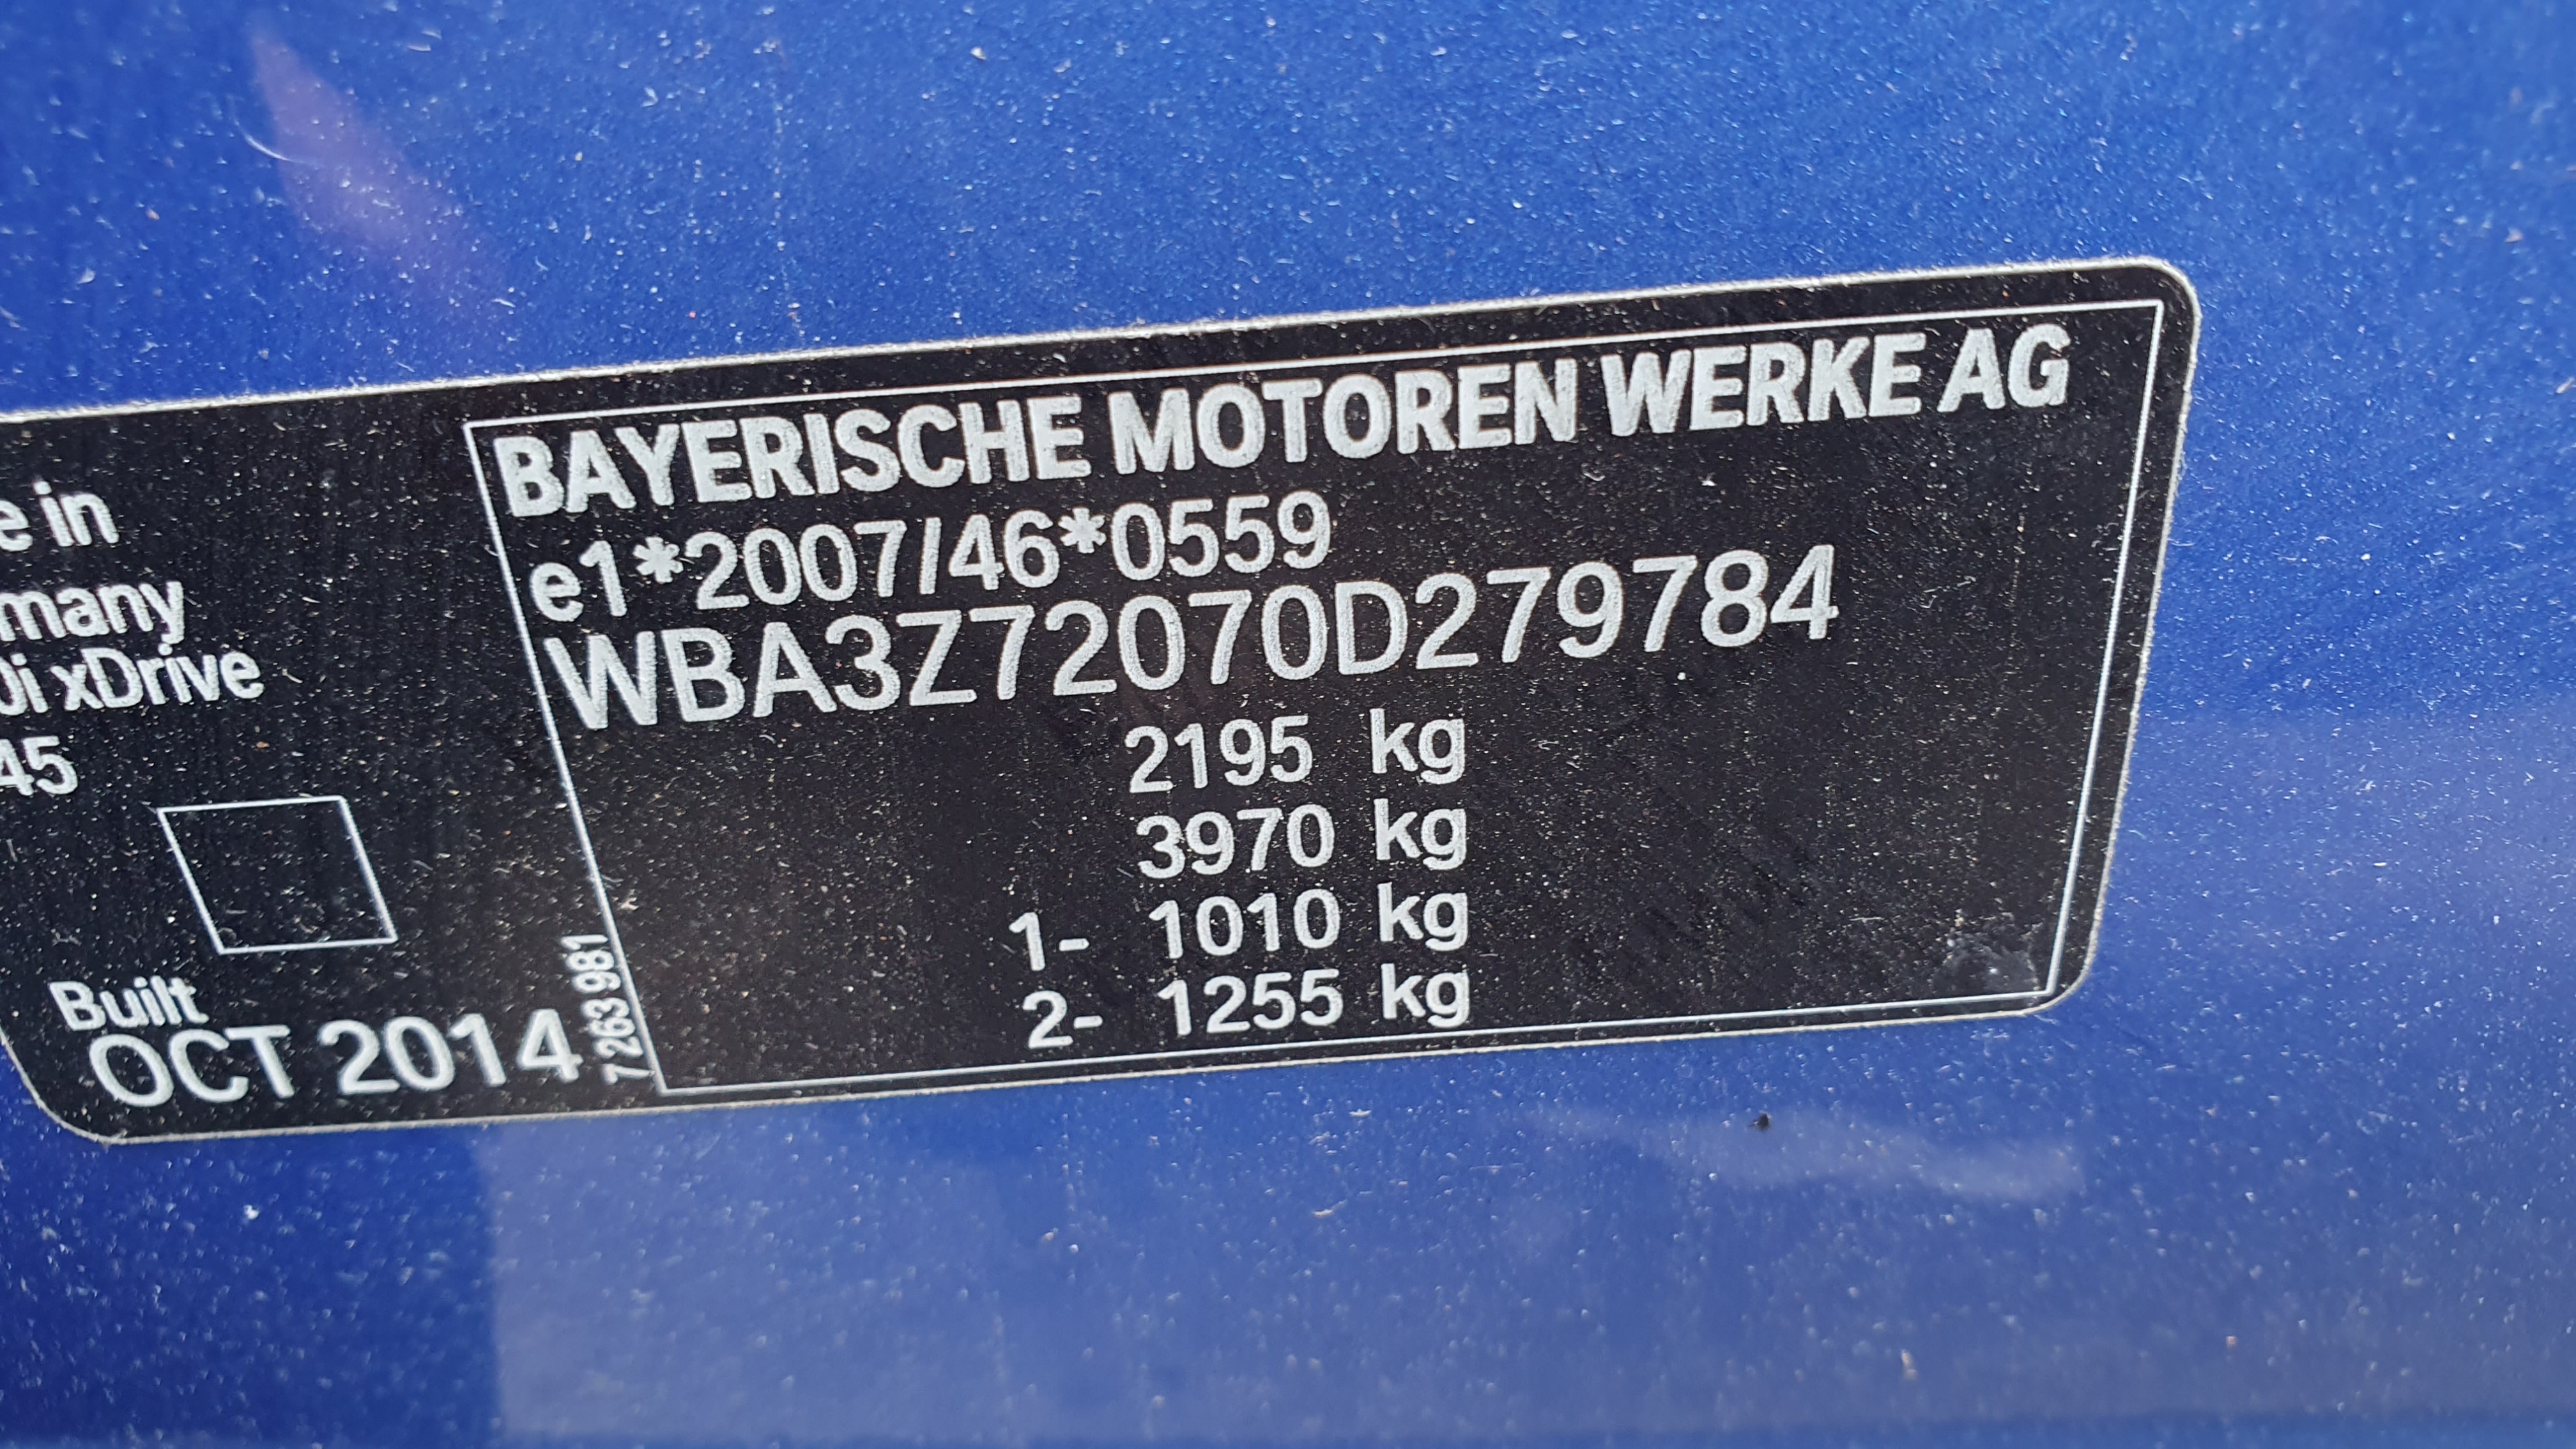 e in
many
0i xDrive
45
Built
OCT 2014
7 263 981
BAYERISCHE MOTOREN WERKE AG
e1*2007/46*0559
WBA3Z72070D279784
2195 kg
3970 kg
1- 1010 kg
2- 1255 kg